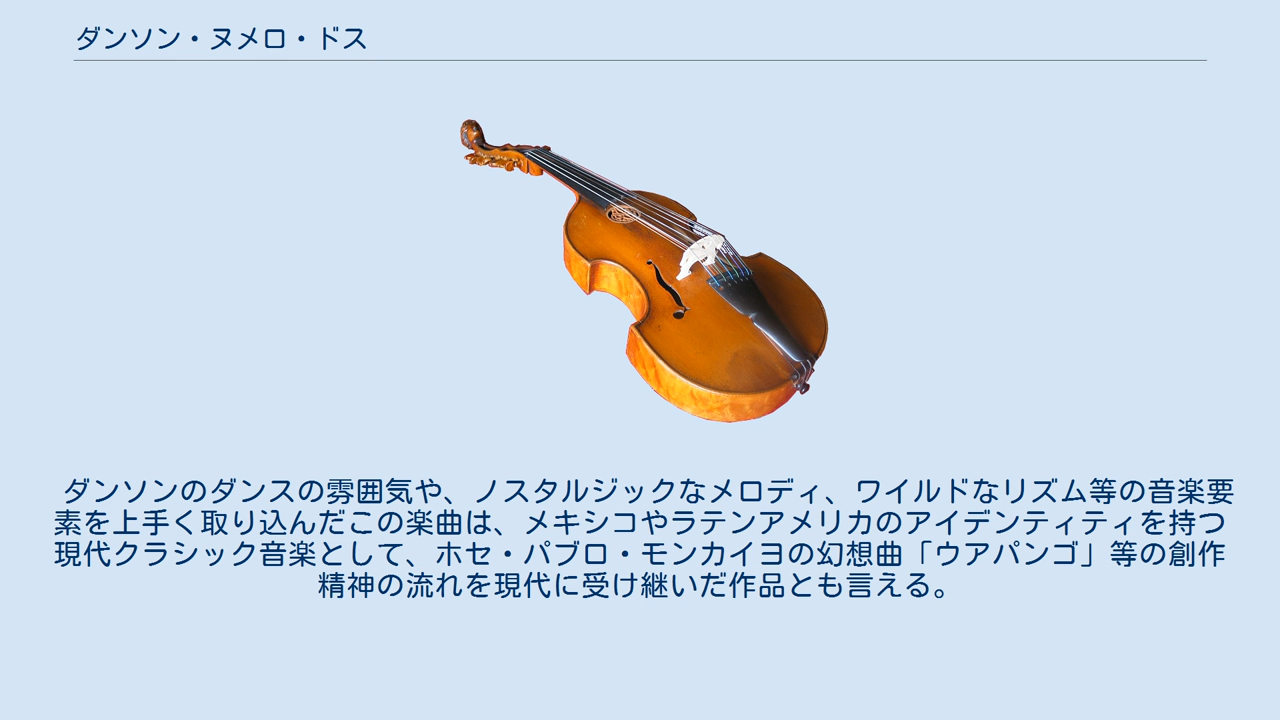 ダンソン・ヌメロ・ドス
ダンソンのダンスの雰囲気や、ノスタルジックなメロディ、ワイルドなリズム等の音楽要
素を上手く取り込んだこの楽曲は、メキシコやラテンアメリカのアイデンティティを持つ
現代クラシック音楽として、ホセ・パブロ・モンカイヨの幻想曲「ウアパンゴ」等の創作
精神の流れを現代に受け継いだ作品とも言える。